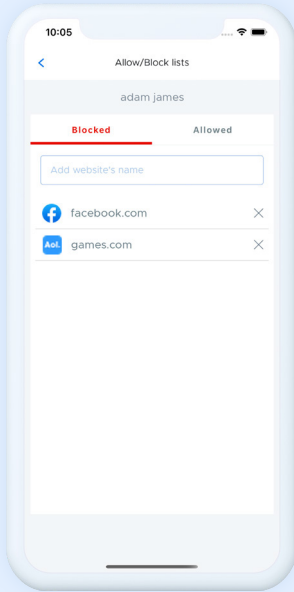 10:05
Allow/Block lists
adam james
Blocked Allowed
Add website's name
facebook.com
Aol. games.com